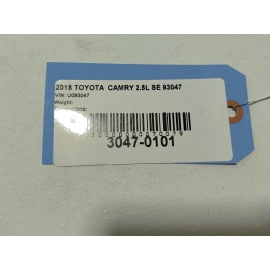 2018 TOYOTA CAMRY 2.5L SE 93047
VIN: U093047
Weight:
3047-0101